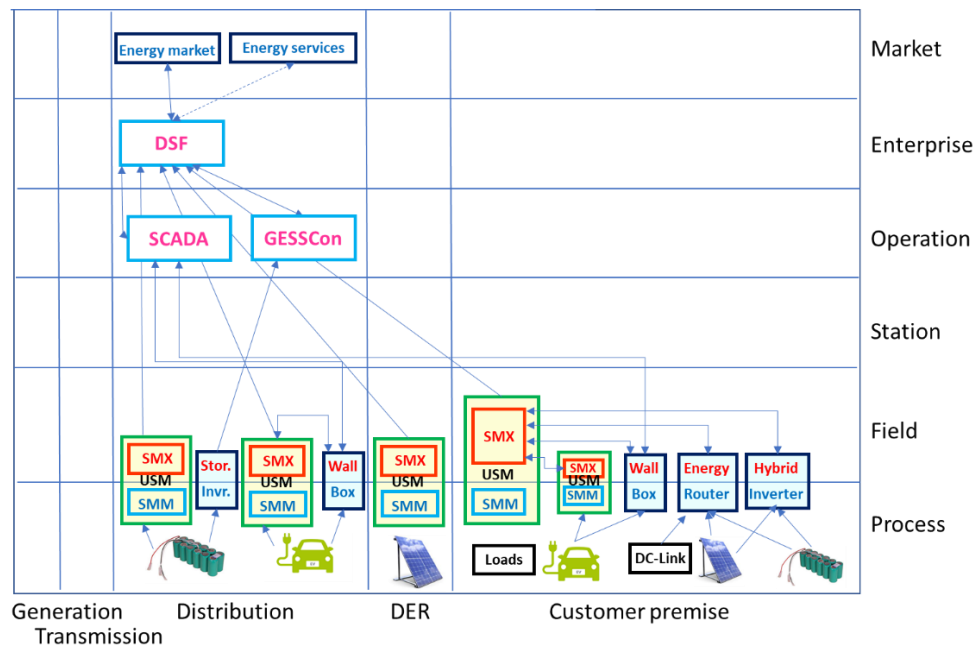 Energy market
Energy services
Market
DSF
Enterprise
SCADA
GESSCon
Operation
Station
SMX
USM
SMM
Stor.
Invr.
SMX
USM
SMM
Wall
Box
SMX
USM
SMM
SMX
USM
SMM
SMX
USM
SMM
Wall
Box
Energy
Router
Hybrid
Inverter
Field
Process
Loads
DC-Link
Generation
Transmission
Distribution
DER
Customer premise